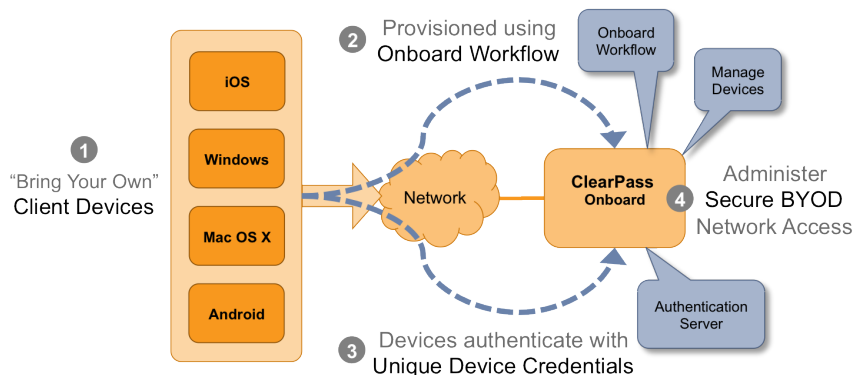 1
“Bring Your Own”
Client Devices
iOS
Windows
Mac OS X
Android
2
Provisioned using
Onboard Workflow
Network
3
Devices authenticate with
Unique Device Credentials
Onboard
Workflow
Manage
Devices
ClearPass
Onboard
4
Administer
Secure BYOD
Network Access
Authentication
Server